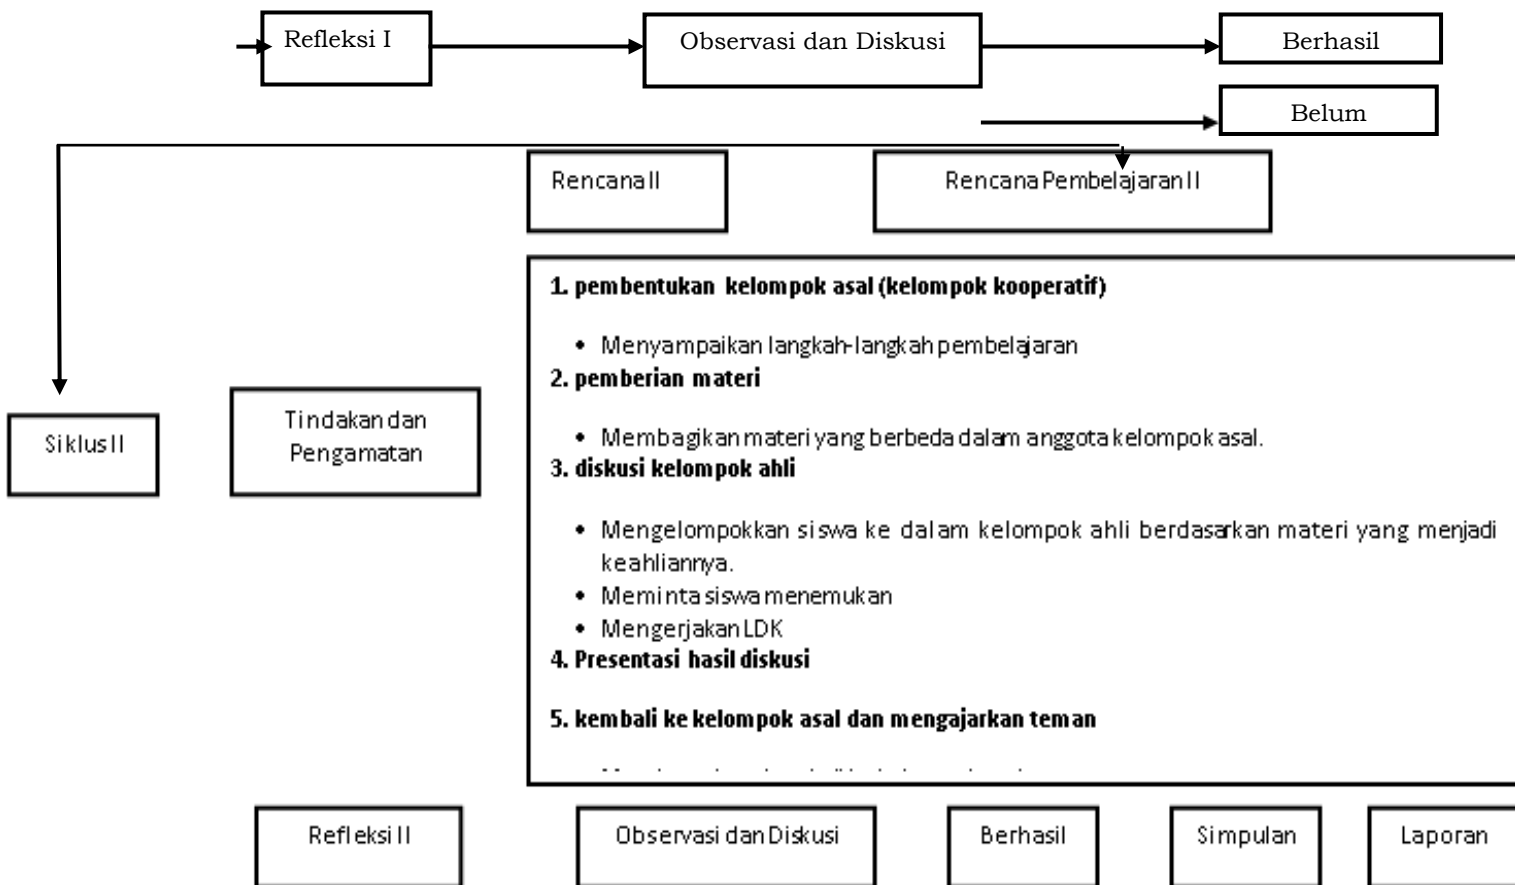 Refleksi I
Observasi dan Diskusi
Berhasil
Belum
Rencana II
Rencana Pembelajaran II
1. pembentukan kelompok asal (kelompok kooperatif)
• Menyampaikan langkah-langkah pembelajaran
2. pemberian materi
• Membagikan materi yang berbeda dalam anggota kelompok asal.
3. diskusi kelompok ahli
• Mengelompokkan siswa ke dalam kelompok ahli berdasarkan materi yang menjadi
keahliannya.
• Meminta siswa menemukan
• Mengerjakan LDK
4. Presentasi hasil diskusi
5. kembali ke kelompok asal dan mengajarkan teman
Siklus II
Tindakan dan
Pengamatan
Refleksi II
Observasi dan Diskusi
Berhasil
Simpulan
Laporan